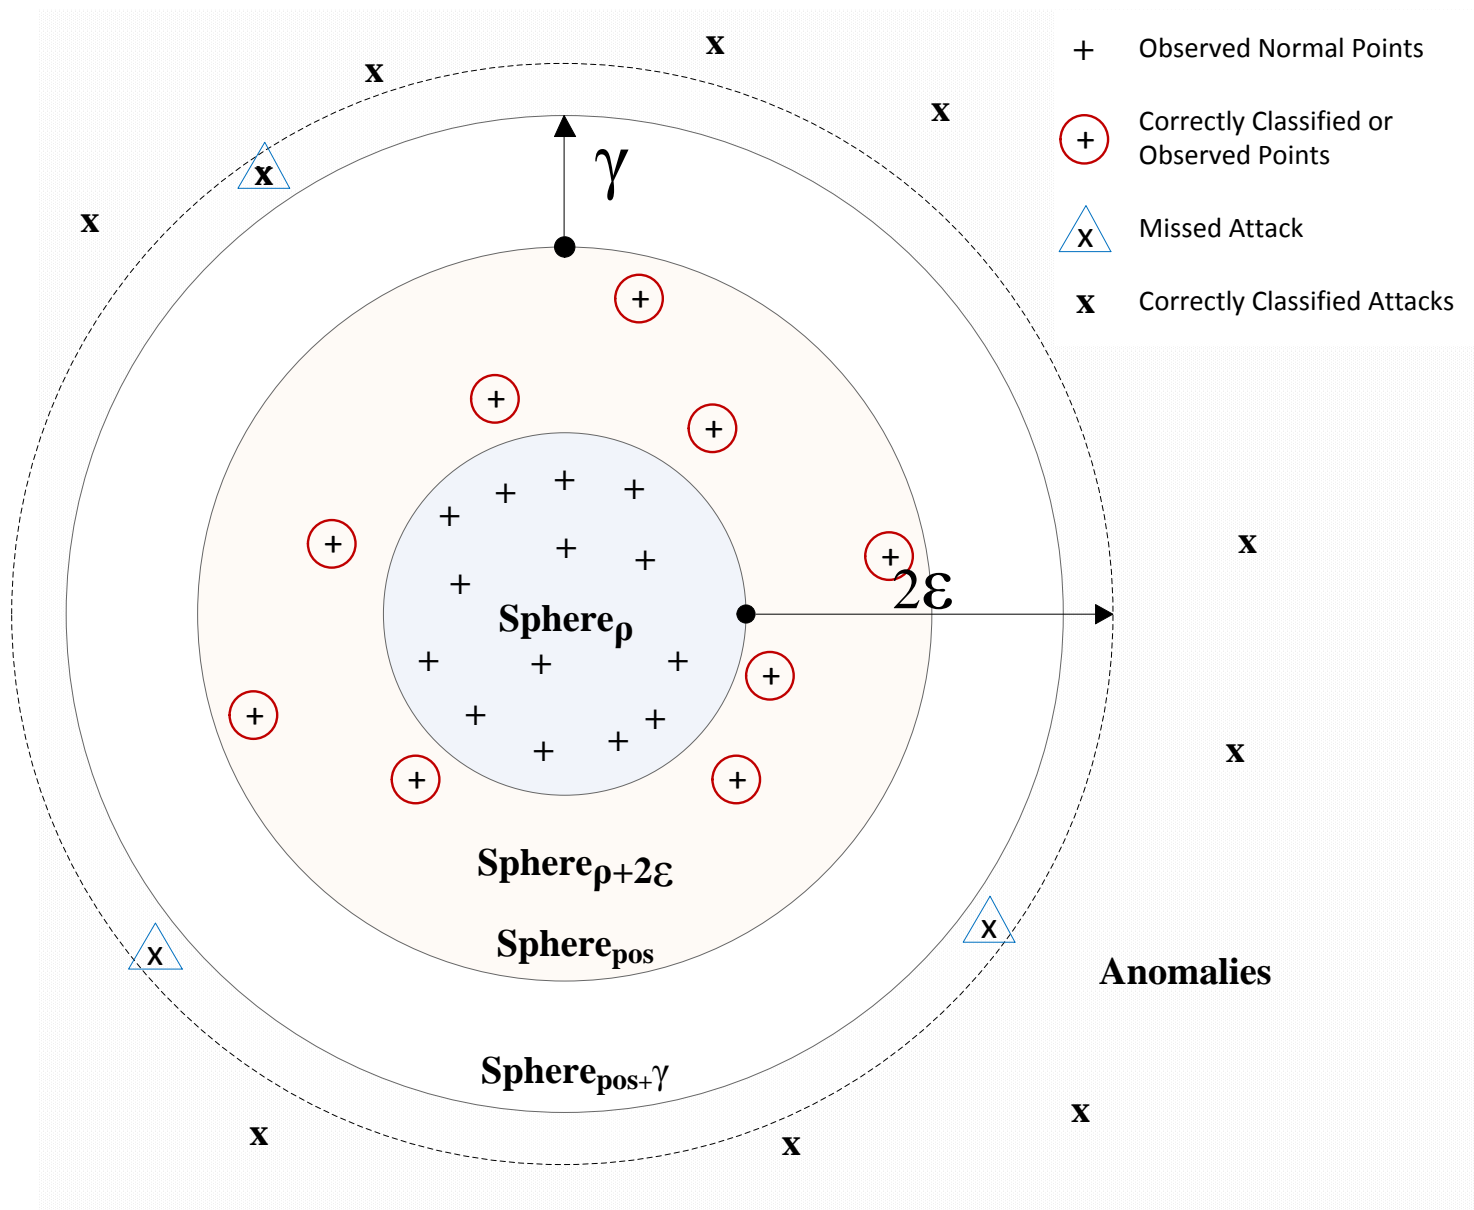 + Observed Normal Points
+ Correctly Classified or
Observed Points
x Missed Attack
x Correctly Classified Attacks
γ
2ε
Sphereρ
Sphereρ+2ε
Spherepos
Anomalies
Spherepos+γ